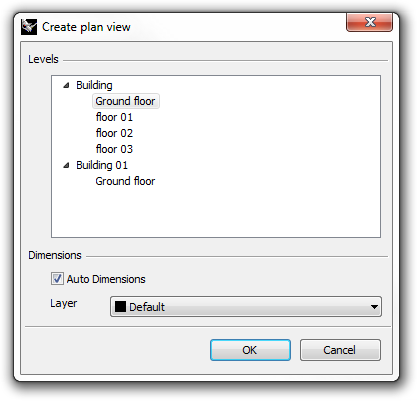 Create plan view
Levels
Building
Ground floor
floor 01
floor 02
floor 03
Building 01
Ground floor
Dimensions
Auto Dimensions
Layer Default
OK Cancel